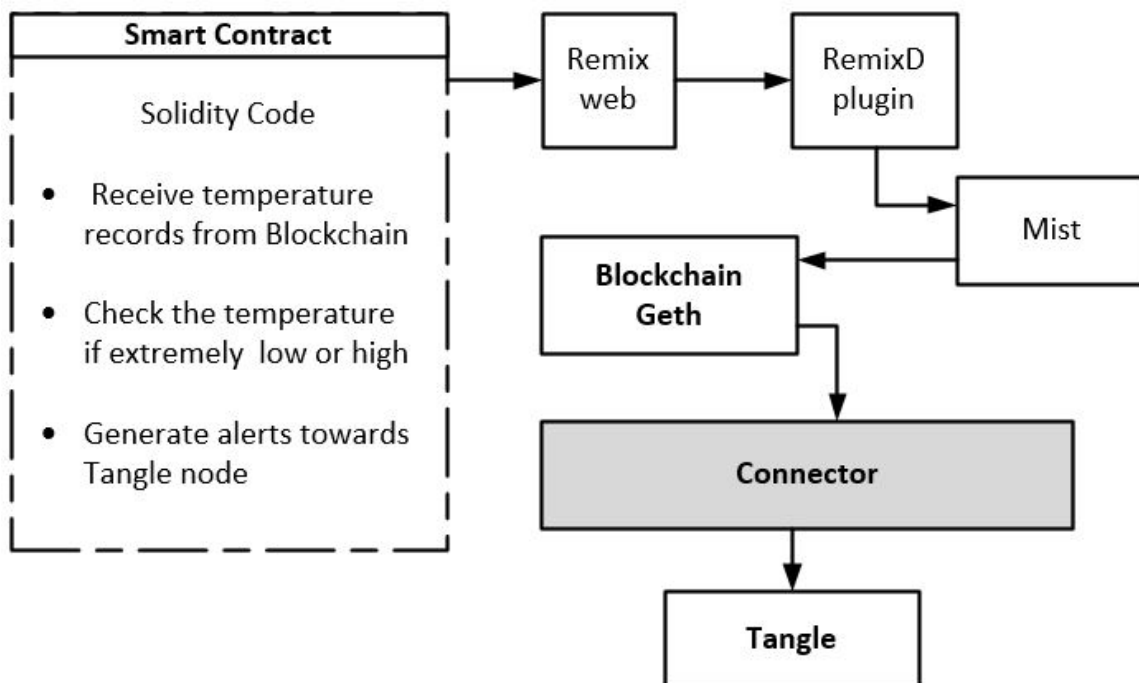 Smart Contract
Solidity Code
• Receive temperature
records from Blockchain
• Check the temperature
if extremely low or high
• Generate alerts towards
Tangle node
Remix
web
RemixD
plugin
Mist
Blockchain
Geth
Connector
Tangle